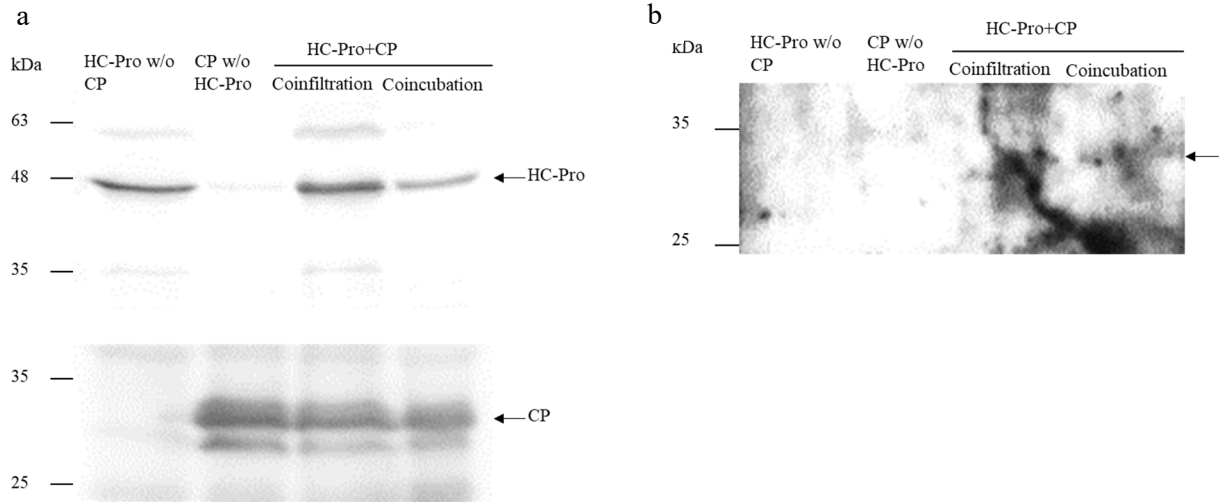 a
HC-Pro+CP
kDa
HC-Pro w/o
CP
CP w/o
HC-Pro
Coinfiltration
Coincubation
63
48
HC-Pro
35
35
CP
25
b
HC-Pro+CP
кDa
HC-Pro w/o
CP
CP w/o
HC-Pro
Coinfiltration
Coincubation
35
25